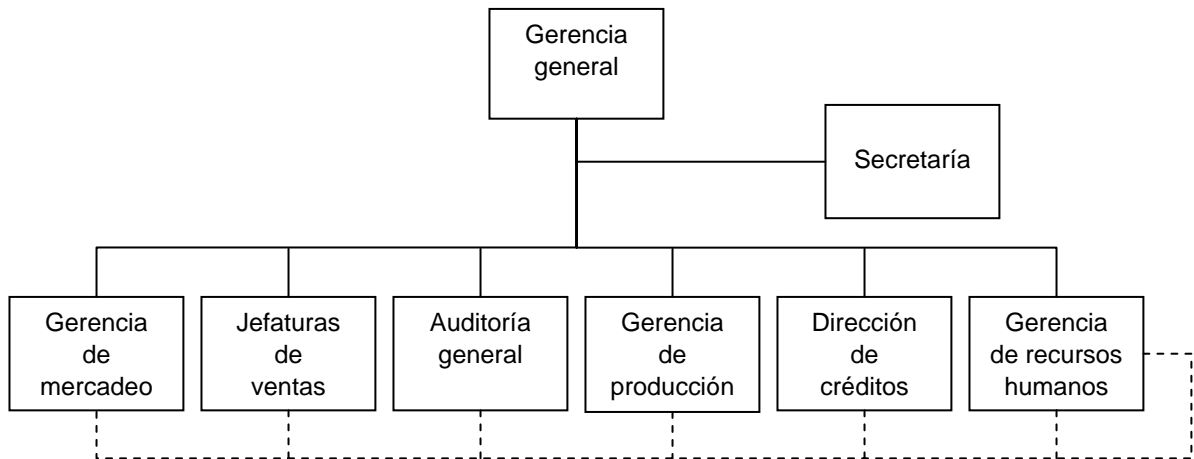 Gerencia
general
Secretaría
Gerencia
de
mercadeo
Jefaturas
de
ventas
Auditoría
general
Gerencia
de
producción
Dirección
de
créditos
Gerencia
de recursos
humanos